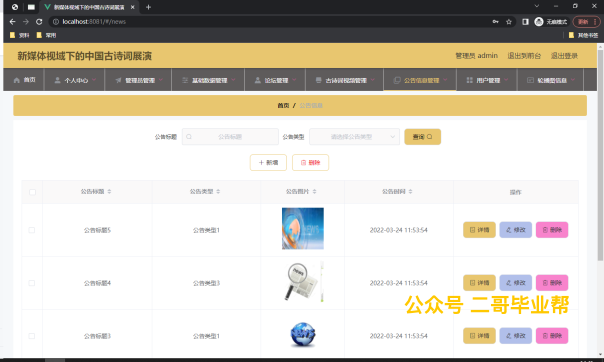 新媒体视域下的中国古诗词展演
localhost:8081/#/news
无痕模式
更新
资料
常用
其他书签
新媒体视域下的中国古诗词展演
管理员 admin
退出到前台
退出登录
首页
个人中心
管理员管理
基础数据管理
论坛管理
古诗词视频管理
公告信息管理
用户管理
轮播图信息
首页 / 公告信息
公告标题
公告标题
公告类型
请选择公告类型
查询
+ 新增
删除
公告标题
公告类型
公告图片
公告时间
操作
公告标题5
公告类型1
2022-03-24 11:53:54
详情
修改
删除
公告标题4
公告类型3
2022-03-24 11:53:54
详情
修改
删除
公众号 二哥毕业帮
公告标题3
公告类型1
2022-03-24 11:53:54
详情
修改
删除